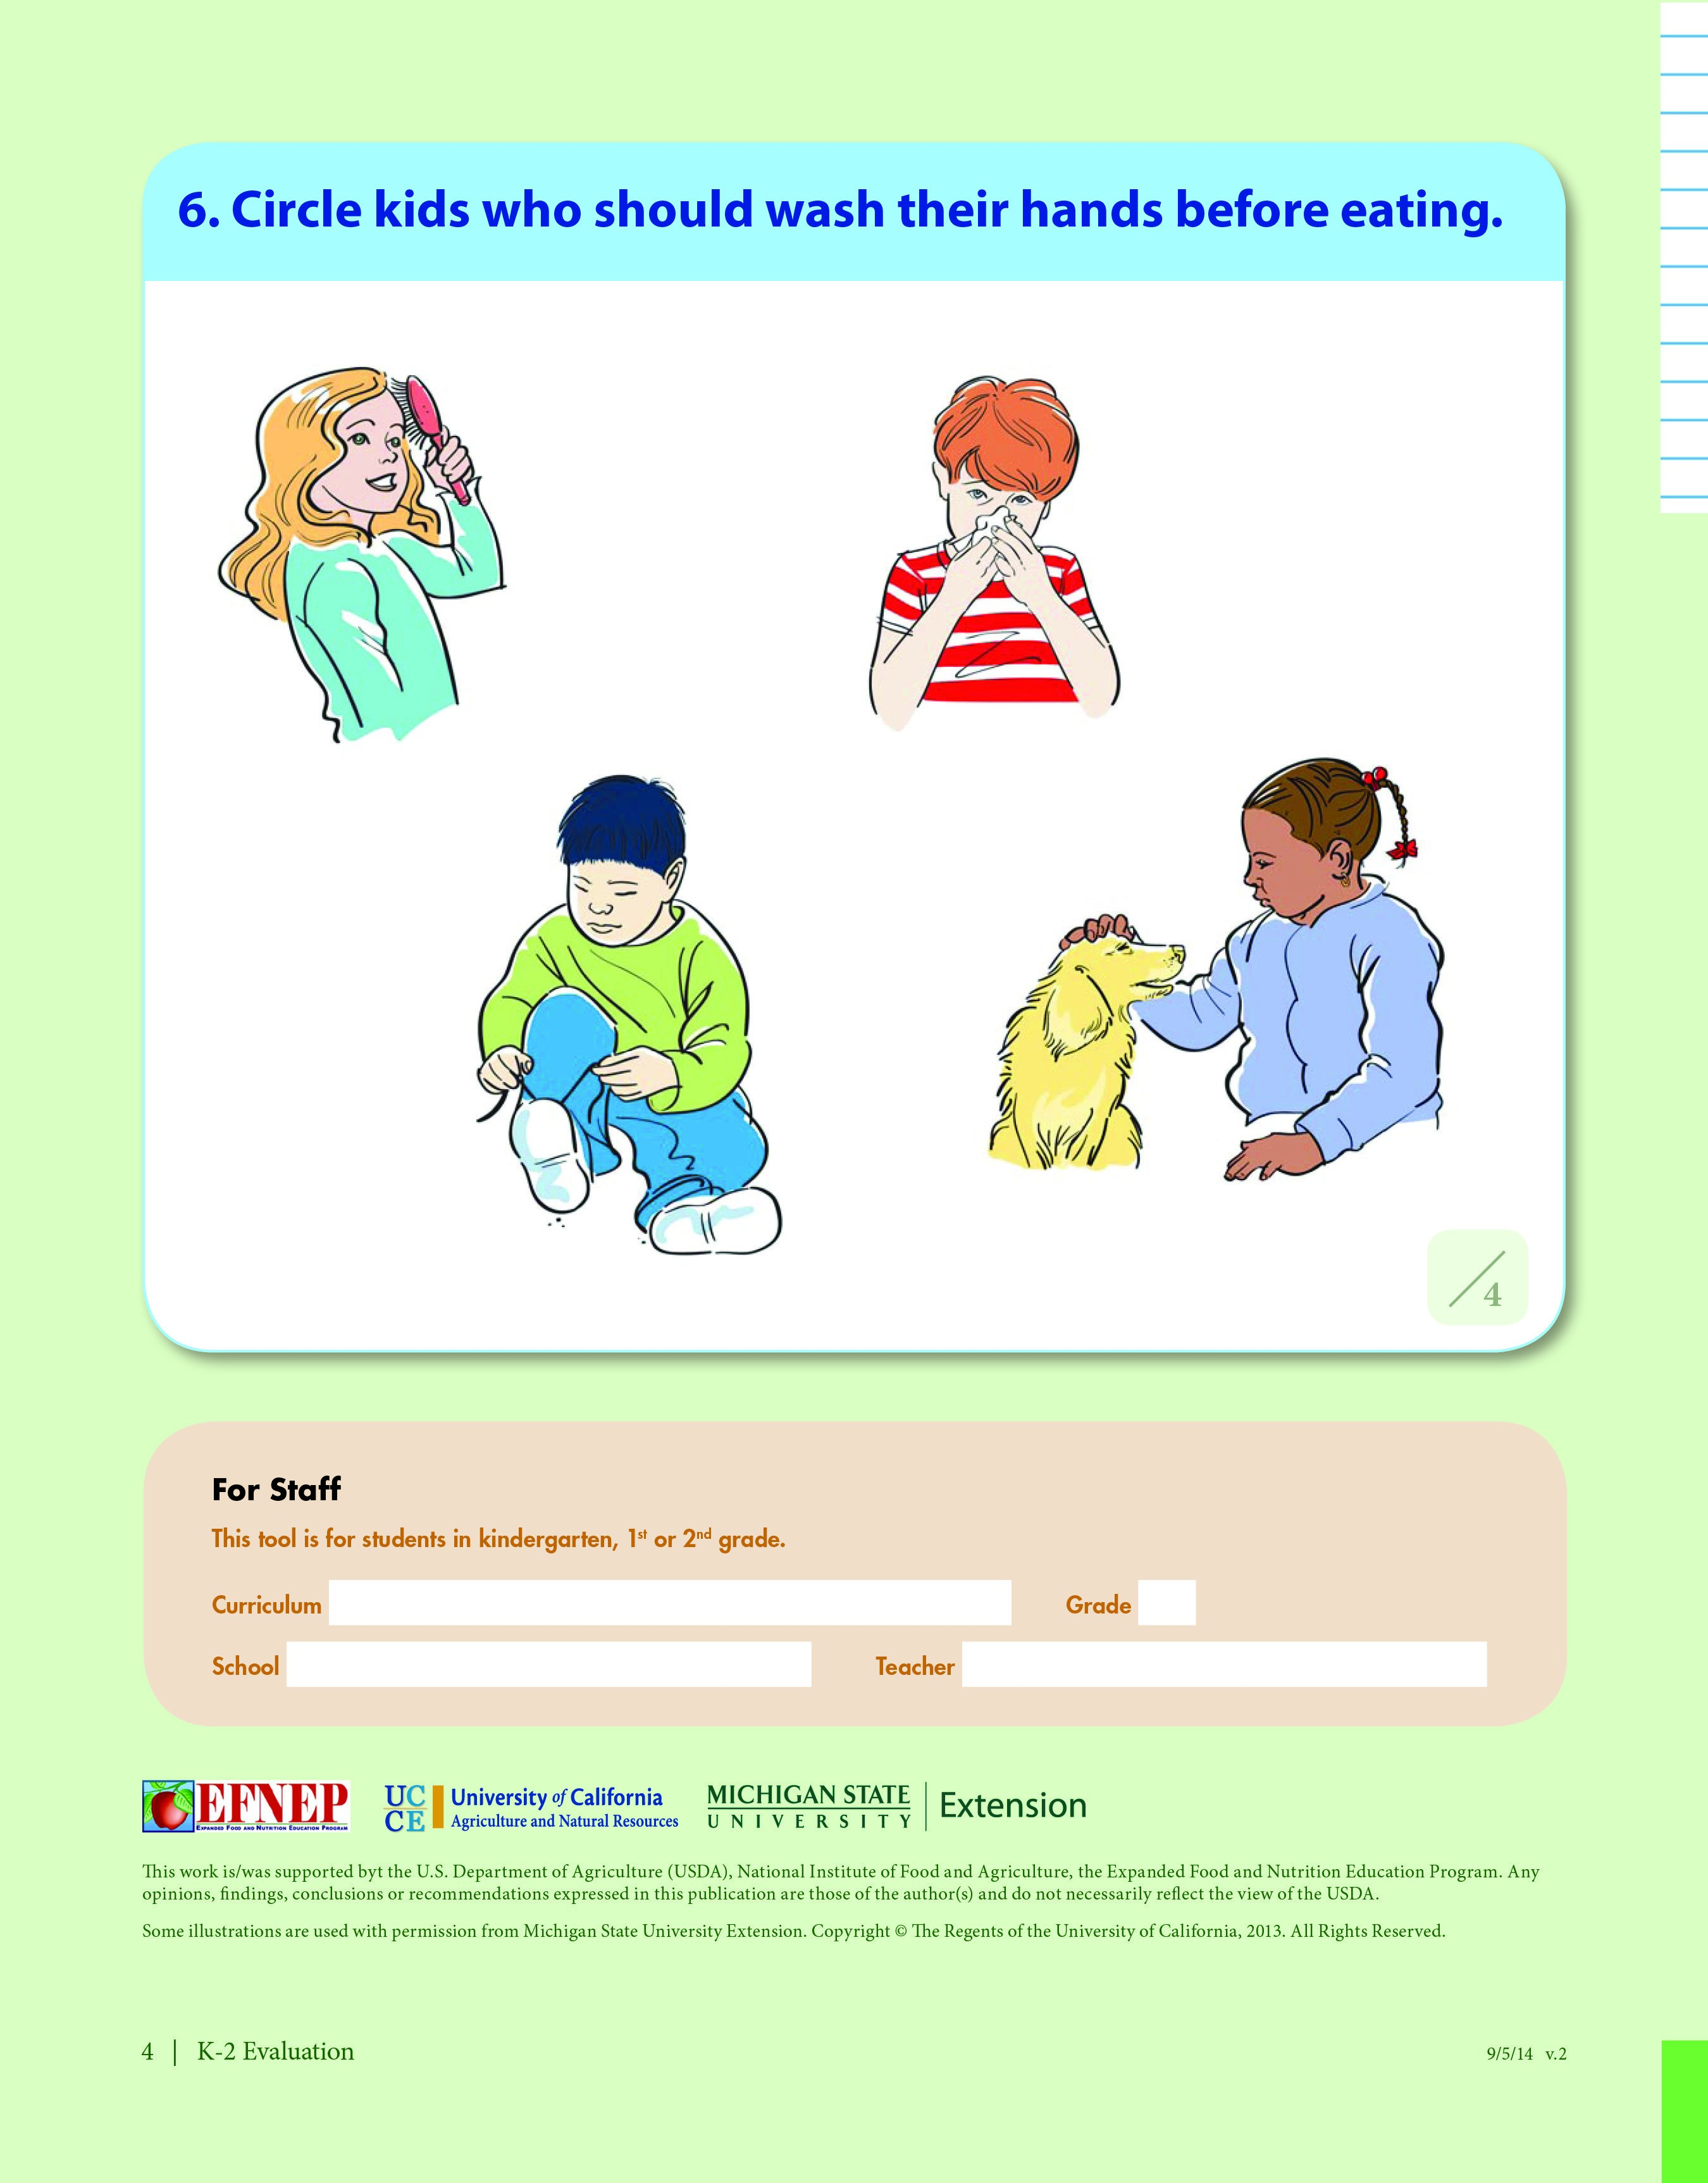 6. Circle kids who should wash their hands before eating.
/4
For Staff
This tool is for students in kindergarten, 1st or 2nd grade.
Curriculum Grade
School Teacher
EFNEP
EXPANDED FOOD AND NUTRITION EDUCATION PROGRAM
UC
CE
University of California
Agriculture and Natural Resources
MICHIGAN STATE
UNIVERSITY
Extension
This work is/was supported byt the U.S. Department of Agriculture (USDA), National Institute of Food and Agriculture, the Expanded Food and Nutrition Education Program. Any
opinions, findings, conclusions or recommendations expressed in this publication are those of the author(s) and do not necessarily reflect the view of the USDA.
Some illustrations are used with permission from Michigan State University Extension. Copyright © The Regents of the University of California, 2013. All Rights Reserved.
4 | K-2 Evaluation
9/5/14 v.2